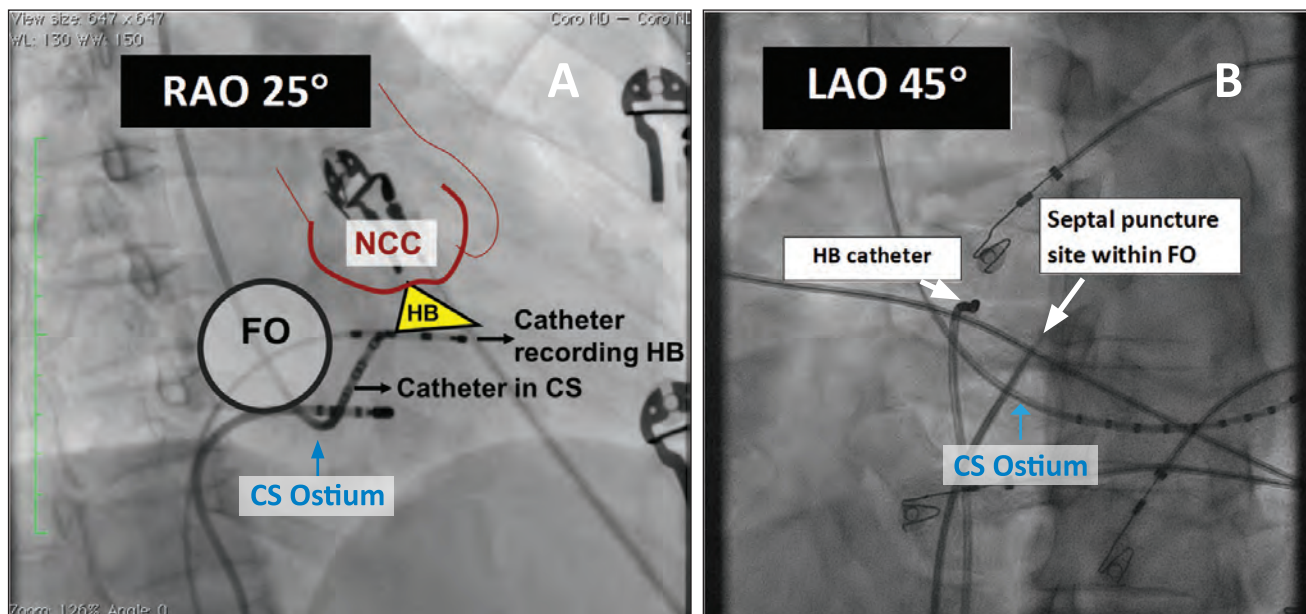 View size: 647 x 647
WL: 130 WW: 150
Coro ND — Coro
RAO 25°
A
NCC
FO
HB
Catheter
recording HB
Catheter in CS
CS Ostium
Zoom: 126% Angle: 0
LAO 45°
B
HB catheter
Septal puncture
site within FO
CS Ostium